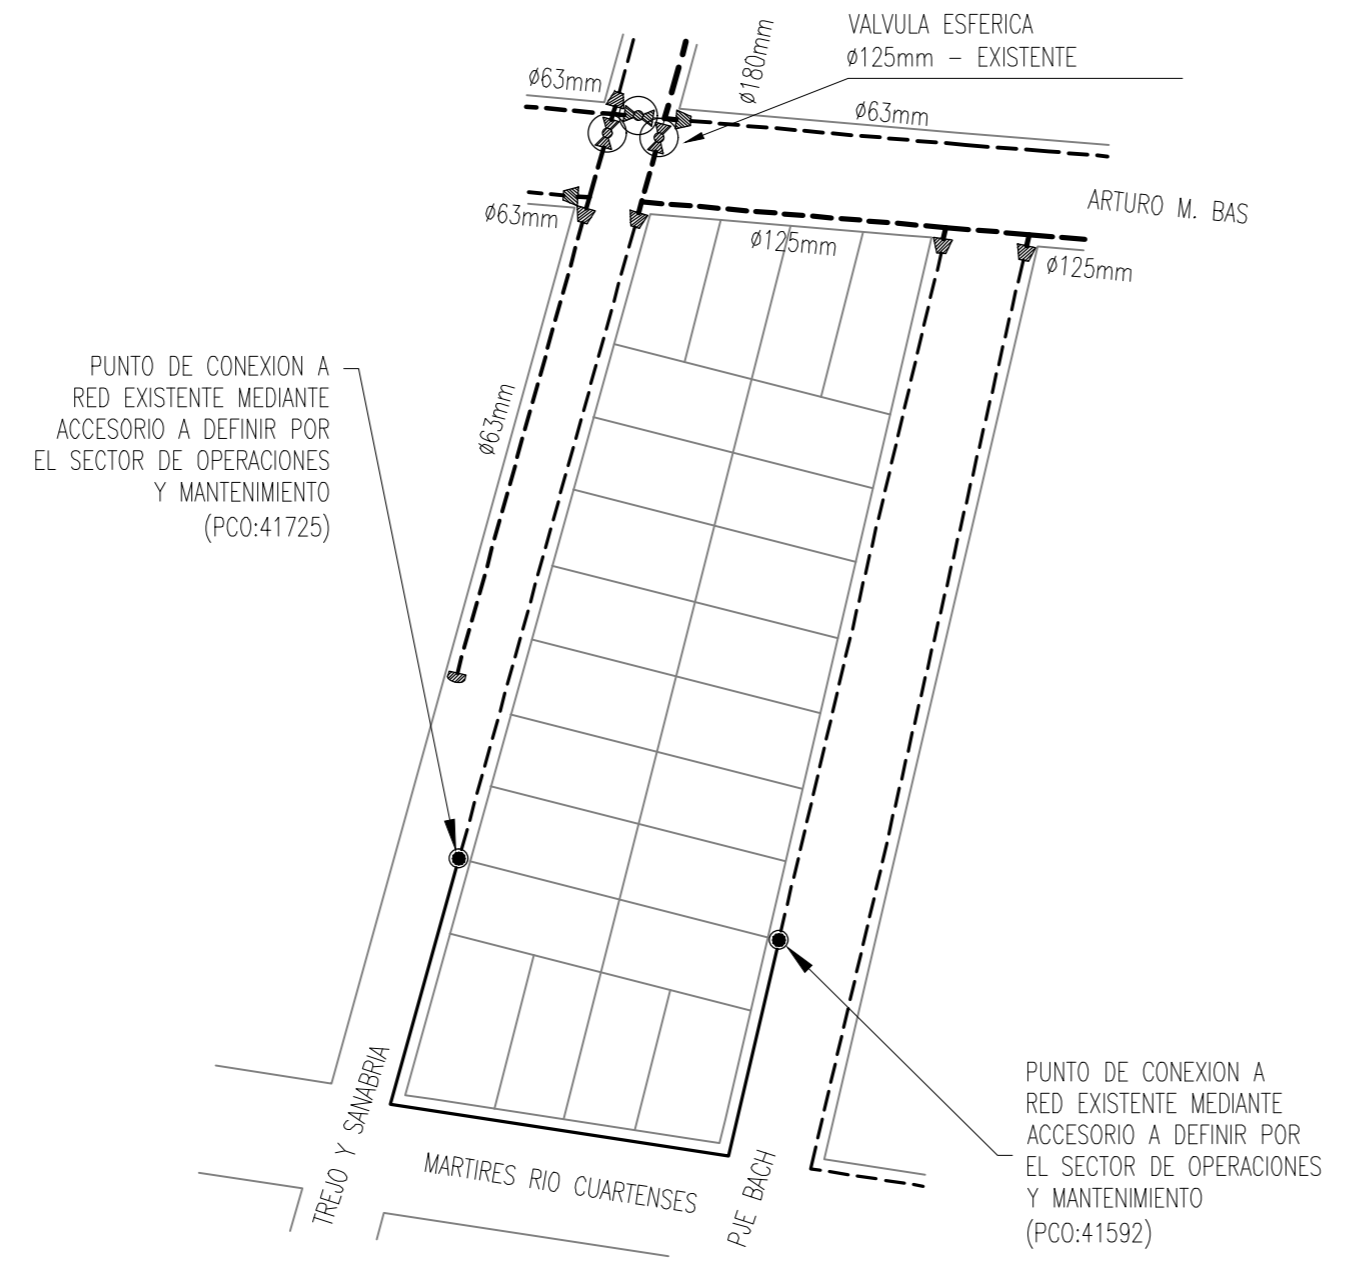 VALVULA ESFERICA
ø125mm – EXISTENTE
ø180mm
ø63mm
ø63mm
ARTURO M. BAS
ø63mm
ø125mm
ø125mm
PUNTO DE CONEXION A
RED EXISTENTE MEDIANTE
ACCESORIO A DEFINIR POR
EL SECTOR DE OPERACIONES
Y MANTENIMIENTO
(PCO:41725)
ø63mm
PUNTO DE CONEXION A
RED EXISTENTE MEDIANTE
ACCESORIO A DEFINIR POR
EL SECTOR DE OPERACIONES
Y MANTENIMIENTO
(PCO:41592)
TREJO Y SANABRIA
MARTIRES RIO CUARTENSES
PJE BACH